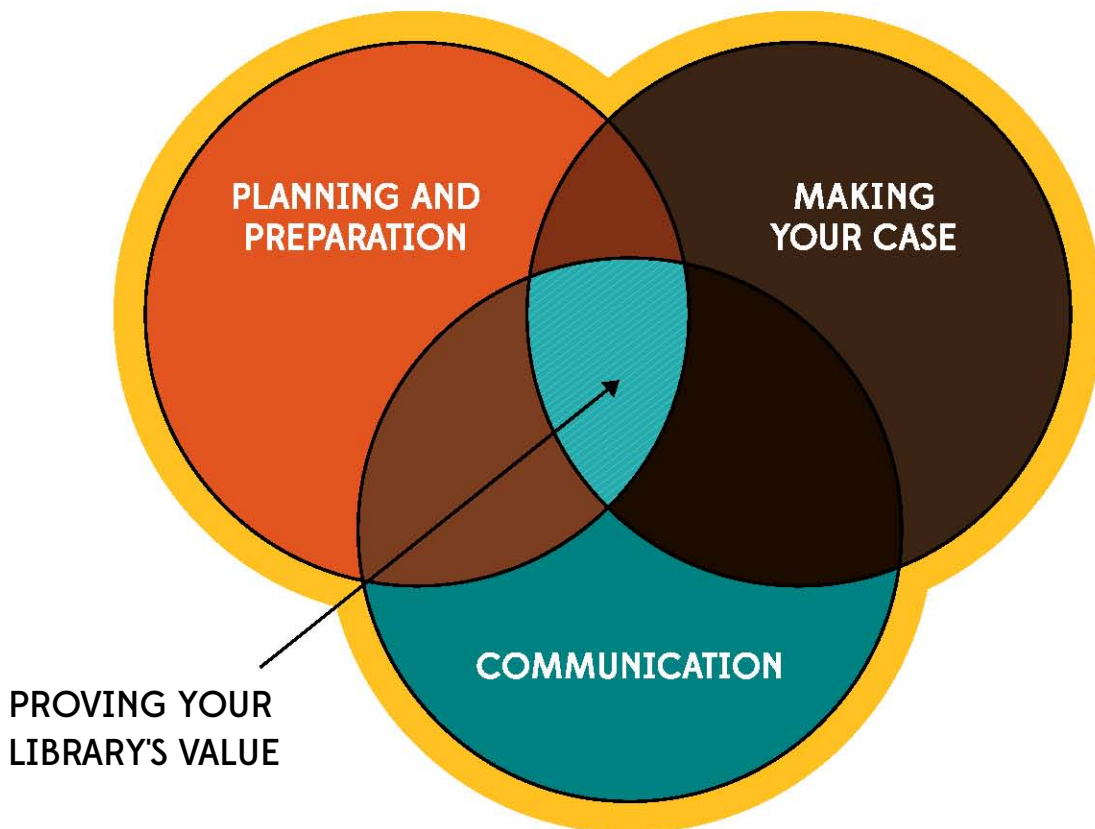 PLANNING AND
PREPARATION
MAKING
YOUR CASE
COMMUNICATION
PROVING YOUR
LIBRARY'S VALUE